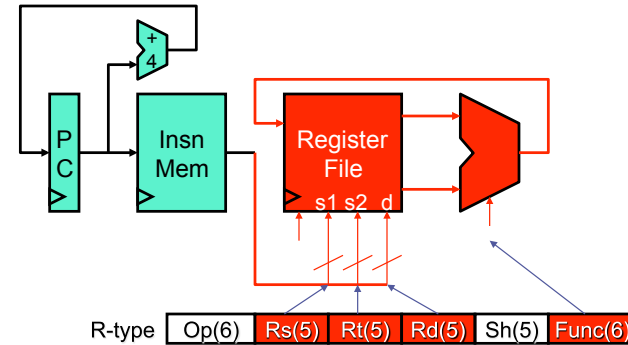 +
4
P
C
Insn
Mem
Register
File
s1 s2 d
R-type Op(6) Rs(5) Rt(5) Rd(5) Sh(5) Func(6)